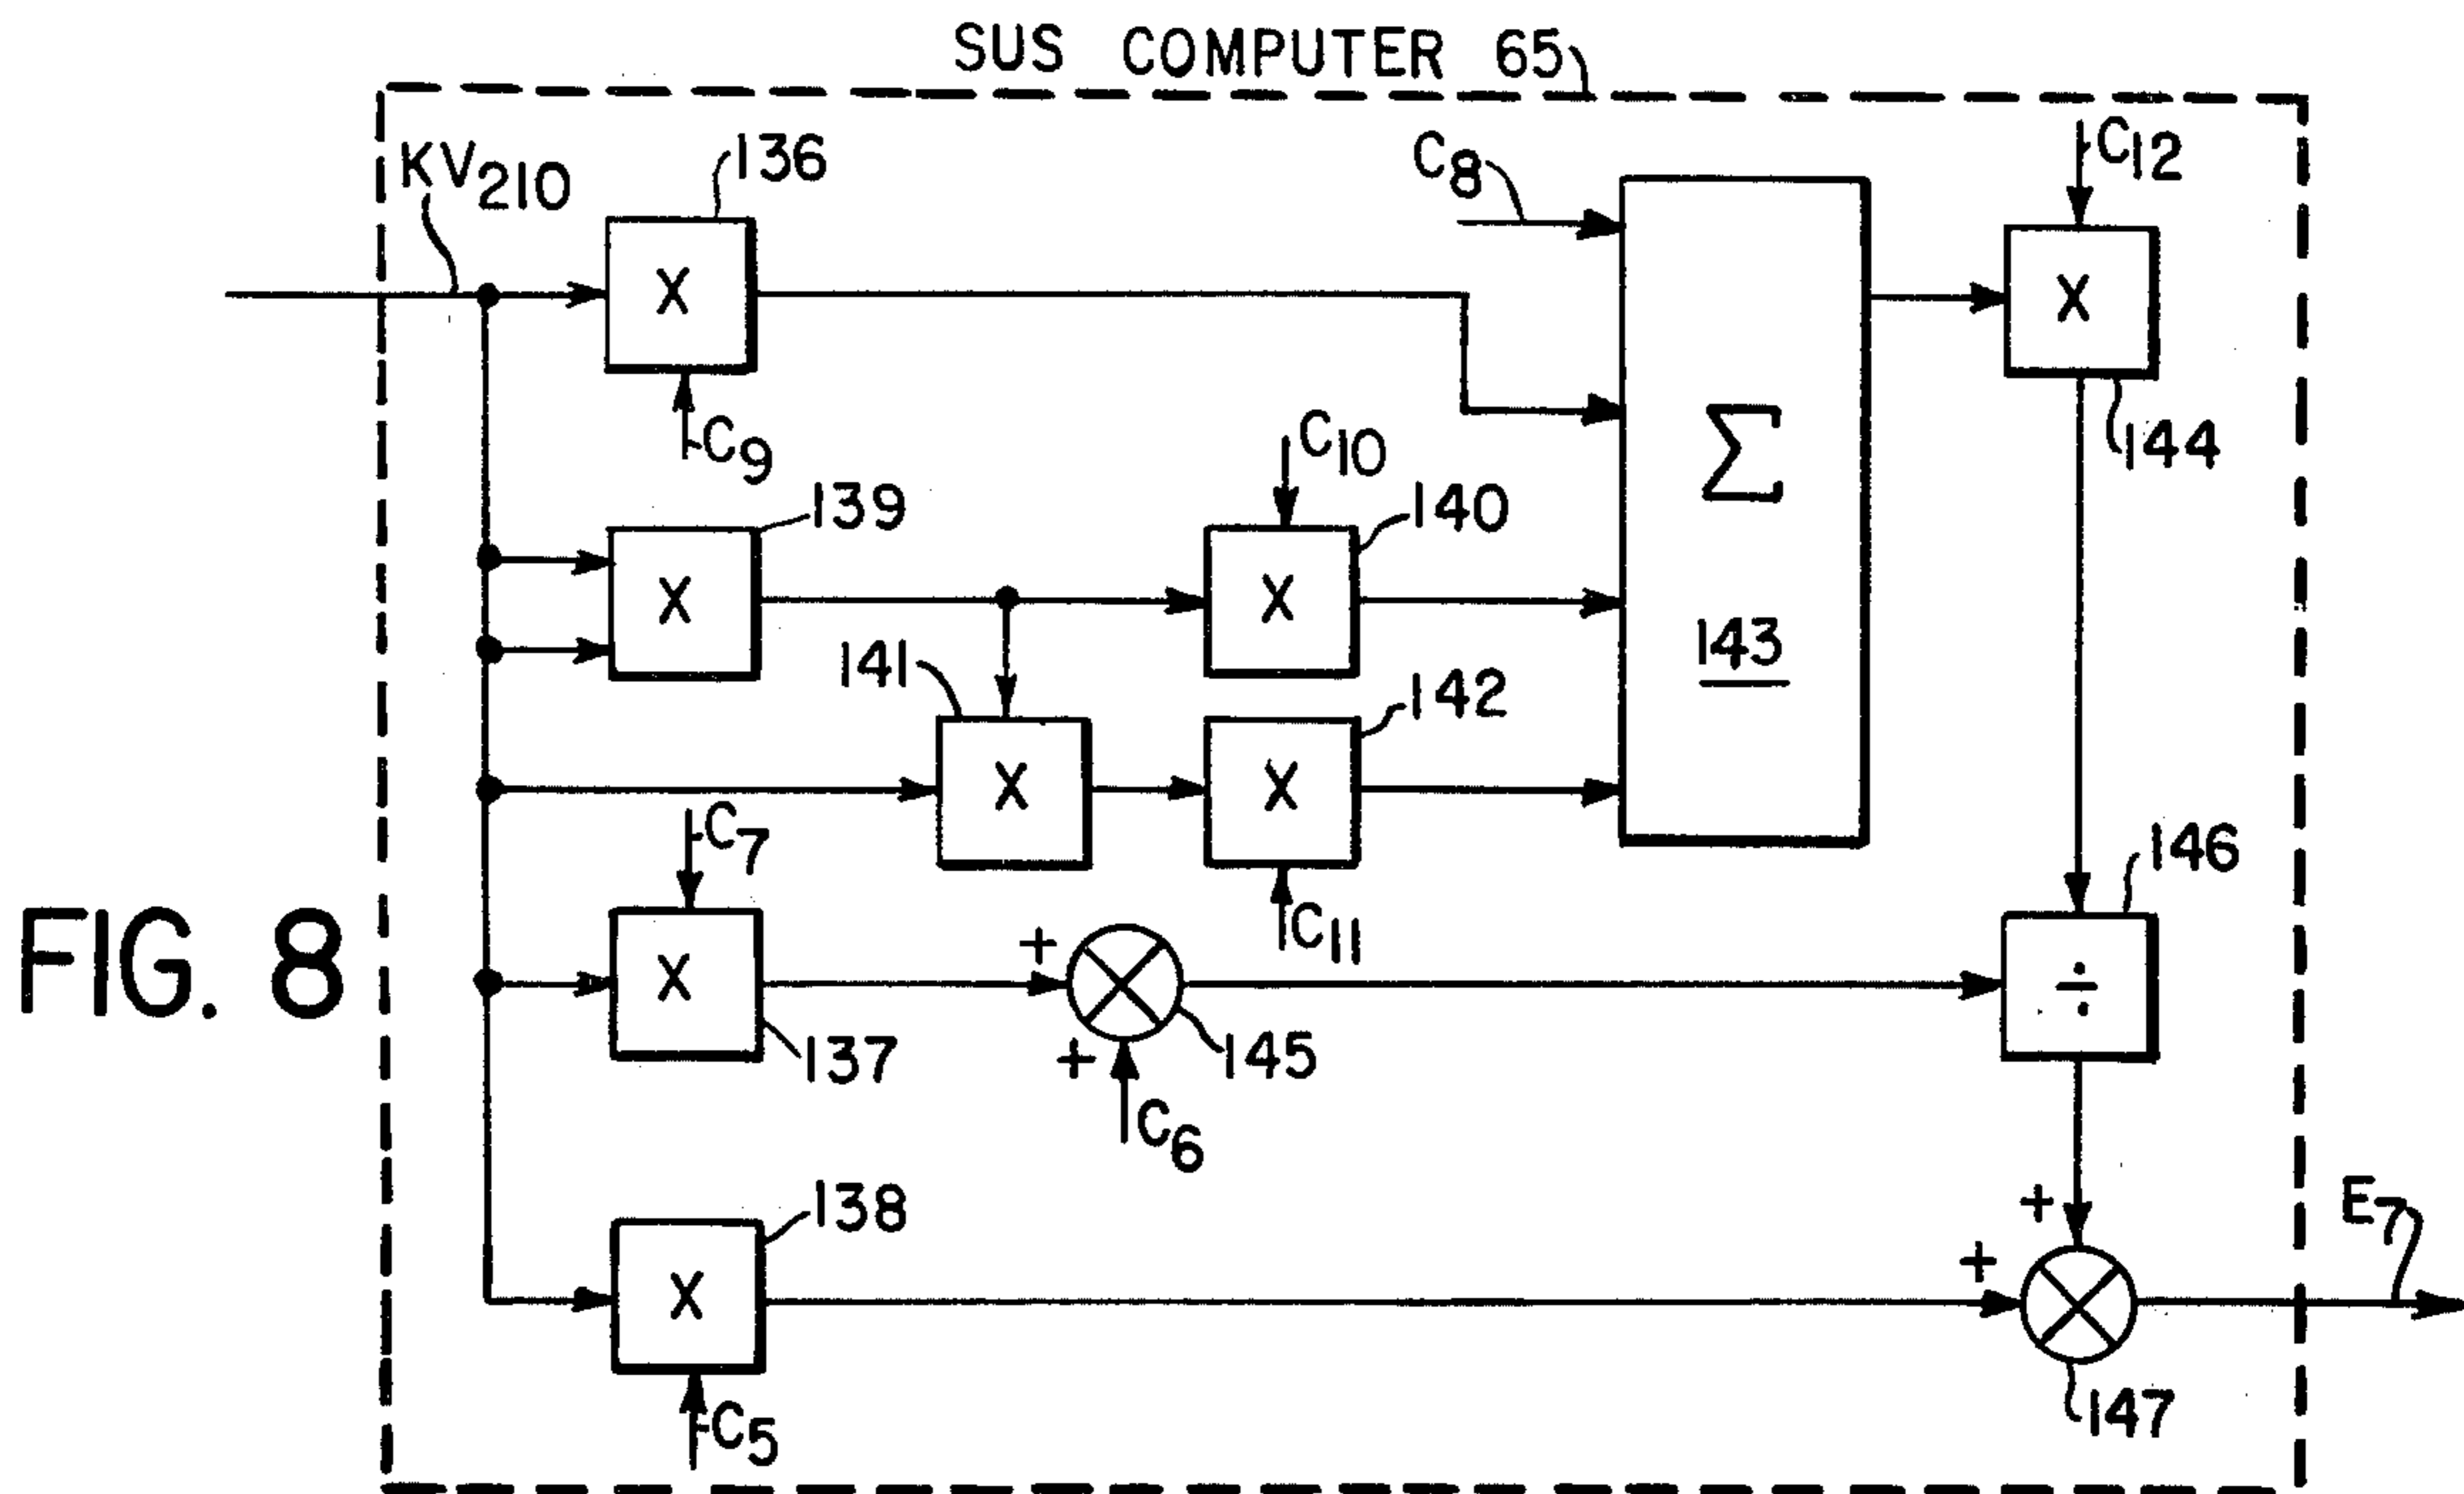 SUS COMPUTER 65
KV210
136
C8
C12
X
X
144
C9
C10
139
140
X
X
Σ
143
141
142
X
X
C7
C11
146
FIG. 8
X
+
+
145
÷
137
C6
138
+
+
E7
X
147
C5